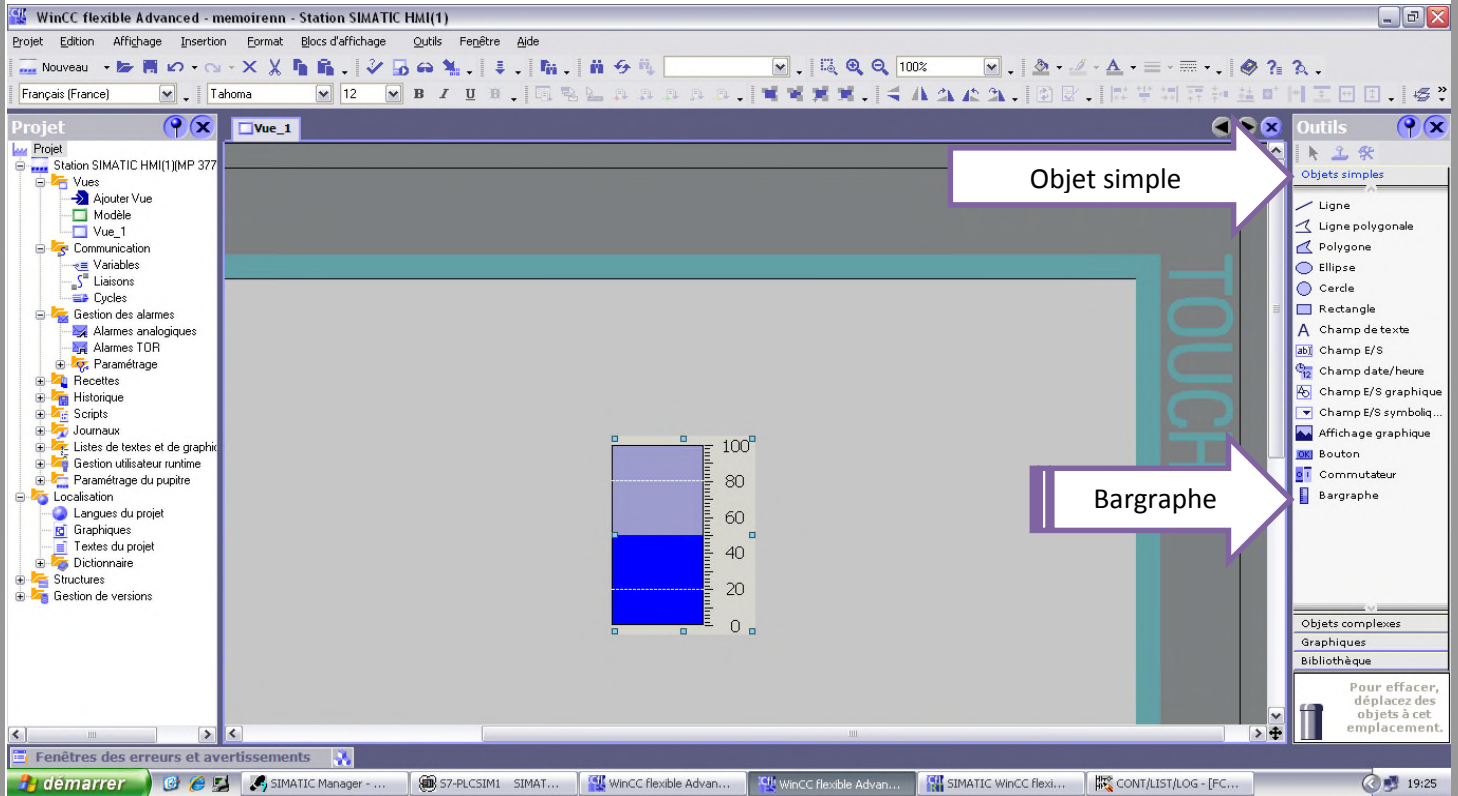 WinCC flexible Advanced - memoirenn - Station SIMATIC HMI(1)
Projet Edition Affichage Insertion Format Blocs d'affichage Outils Fenêtre Aide
Nouveau 100%
Français (France) Tahoma 12 B I U
Projet
Vue_1
Outils
Projet
Station SIMATIC HMI(1)(MP 377
Vues
Ajouter Vue
Modèle
Vue_1
Communication
Variables
Liaisons
Cycles
Gestion des alarmes
Alarmes analogiques
Alarmes TOR
Paramétrage
Recettes
Historique
Scripts
Journaux
Listes de textes et de graphic
Gestion utilisateur runtime
Paramétrage du pupitre
Localisation
Langues du projet
Graphiques
Textes du projet
Dictionnaire
Structures
Gestion de versions
Objet simple
TOUCH
100
80
60
40
20
0
Bargraphe
Objets simples
Ligne
Ligne polygonale
Polygone
Ellipse
Cercle
Rectangle
A Champ de texte
ab Champ E/S
12 Champ date/heure
Champ E/S graphique
Champ E/S symboliq...
Affichage graphique
OK Bouton
0 I Commutateur
Bargraphe
Objets complexes
Graphiques
Bibliothèque
Pour effacer,
déplacez des
objets à cet
emplacement.
Fenêtres des erreurs et avertissements
démarrer SIMATIC Manager - ... S7-PLCSIM1 SIMAT... WinCC flexible Advan... WinCC flexible Advan... SIMATIC WinCC flexi... CONT/LIST/LOG - [FC... 19:25